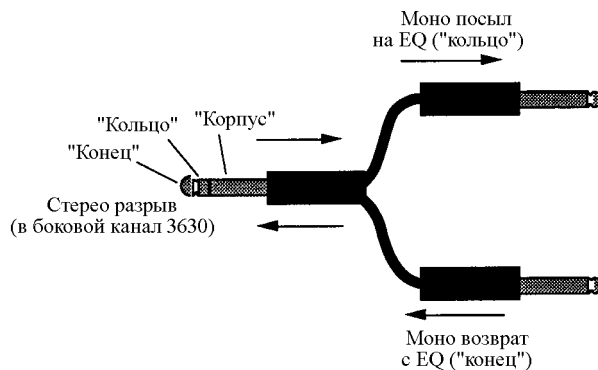 Моно посыл
на EQ ("кольцо")
"Кольцо"
"Корпус"
"Конец"
Стерео разрыв
(в боковой канал 3630)
Моно возврат
с EQ ("конец")